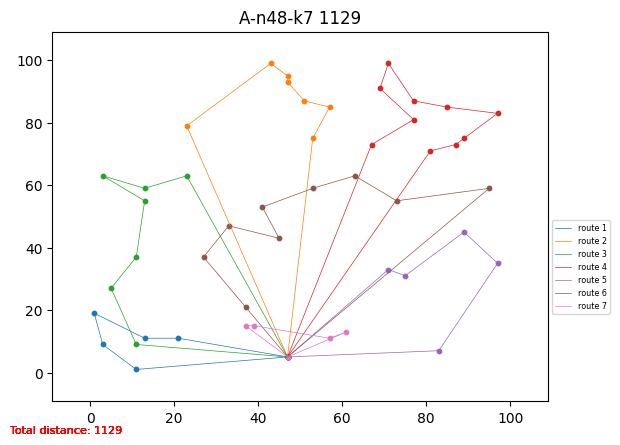 A-n48-k7 1129
100
80
60
40
20
0
0 20 40 60 80 100
route 1
route 2
route 3
route 4
route 5
route 6
route 7
Total distance: 1129